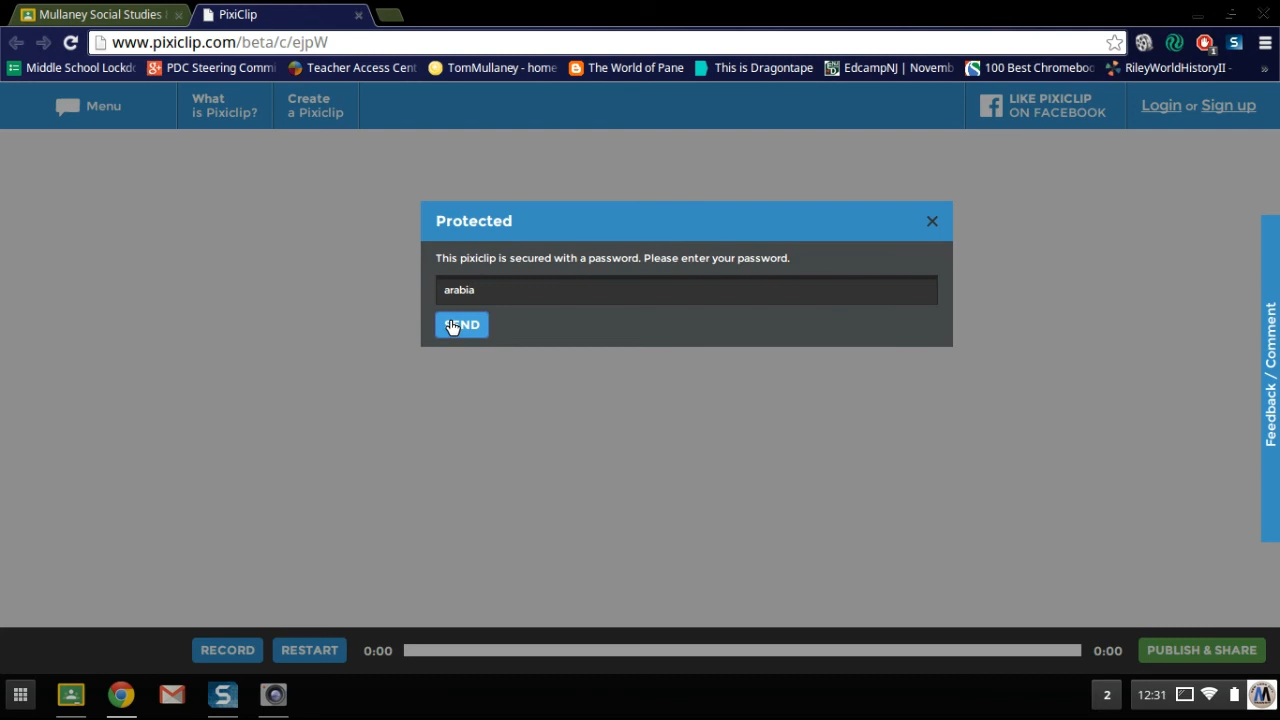 Mullaney Social Studies
PixiClip
www.pixiclip.com/beta/c/ejpW
Middle School Lockdo
PDC Steering Commi
Teacher Access Cent
TomMullaney - home
The World of Pane
This is Dragontape
EdcampNJ | Novemb
100 Best Chromeboo
RileyWorldHistoryII -
»
Menu
What
is Pixiclip?
Create
a Pixiclip
LIKE PIXICLIP
ON FACEBOOK
Login or Sign up
Protected
This pixiclip is secured with a password. Please enter your password.
arabia
SEND
Feedback / Comment
RECORD
RESTART
0:00
0:00
PUBLISH & SHARE
2
12:31